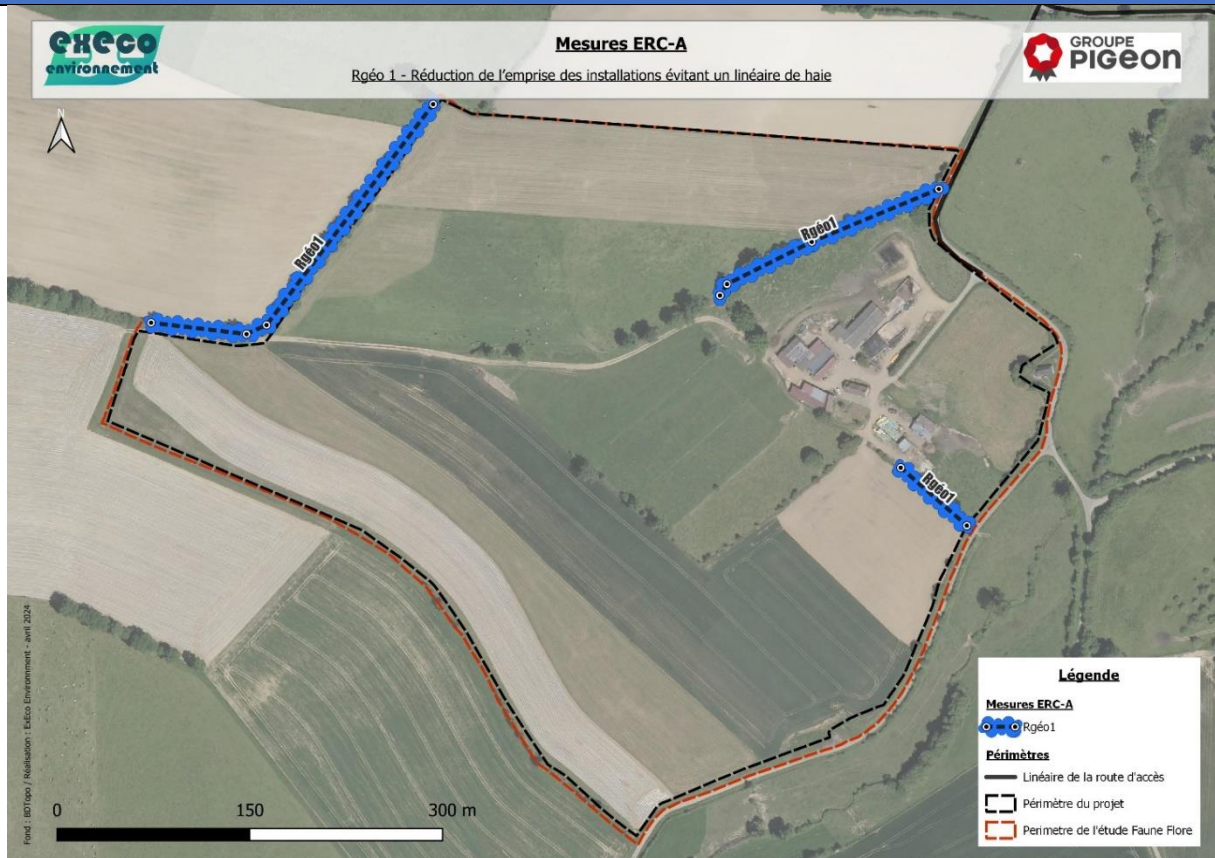 execo
environnement
Mesures ERC-A
Rgéo 1 - Réduction de l'emprise des installations évitant un linéaire de haie
GROUPE
PIGEON
N
Rgéo1
Rgéo1
Rgéo1
Fond : BDTopo / Réalisation : ExEco Environnement - avril 2024
0
150
300 m
Légende
Mesures ERC-A
Rgéo1
Périmètres
Linéaire de la route d'accès
Périmètre du projet
Perimetre de l'étude Faune Flore